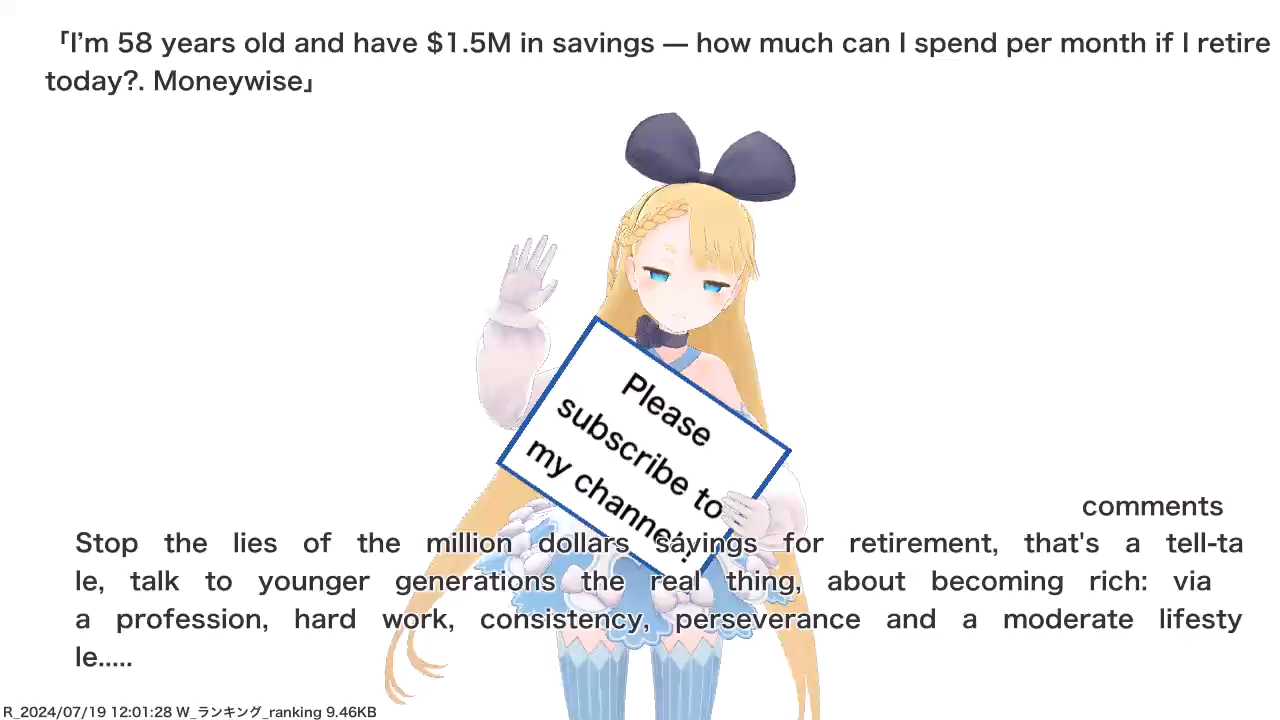 「I’m 58 years old and have $1.5M in savings — how much can I spend per month if I retire
today?. Moneywise」
Please
subscribe to
my channel!
comments
Stop the lies of the million dollars savings for retirement, that's a tell-ta
le, talk to younger generations the real thing, about becoming rich: via
a profession, hard work, consistency, perseverance and a moderate lifesty
le.....
R_2024/07/19 12:01:28 W_ランキング_ranking 9.46KB